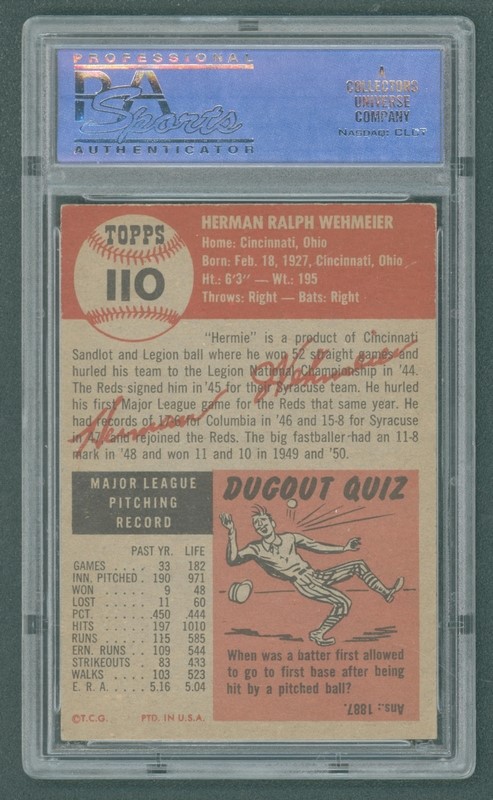 PROFESSIONAL
PSA
Sports
AUTHENTICATOR
A
COLLECTORS
UNIVERSE
COMPANY
NASDAQ: CLCT
TOPPS
110
HERMAN RALPH WEHMEIER
Home: Cincinnati, Ohio
Born: Feb. 18, 1927, Cincinnati, Ohio
Ht.: 6'3" — Wt.: 195
Throws: Right — Bats: Right
"Hermie" is a product of Cincinnati
Sandlot and Legion ball where he won 52 straight games and
hurled his team to the Legion National Championship in '44.
The Reds signed him in '45 for their Syracuse team. He hurled
his first Major League game for the Reds that same year. He
had records of for Columbia in '46 and 15-8 for Syracuse
in '47 and rejoined the Reds. The big fastballer had an 11-8
mark in '48 and won 11 and 10 in 1949 and '50.
Herman Wehmeier
MAJOR LEAGUE
PITCHING
RECORD
PAST YR. LIFE
GAMES . . . . 33 182
INN. PITCHED . 190 971
WON . . . . . 9 48
LOST . . . . 11 60
PCT. . . . . .450 .444
HITS . . . . 197 1010
RUNS . . . . 115 585
ERN. RUNS . . 109 544
STRIKEOUTS . 83 433
WALKS . . . 103 523
E. R. A. . . . . 5.16 5.04
©T.C.G. PTD. IN U.S.A.
DUGOUT QUIZ
When was a batter first allowed
to go to first base after being
hit by a pitched ball?
Ans.: 1887.